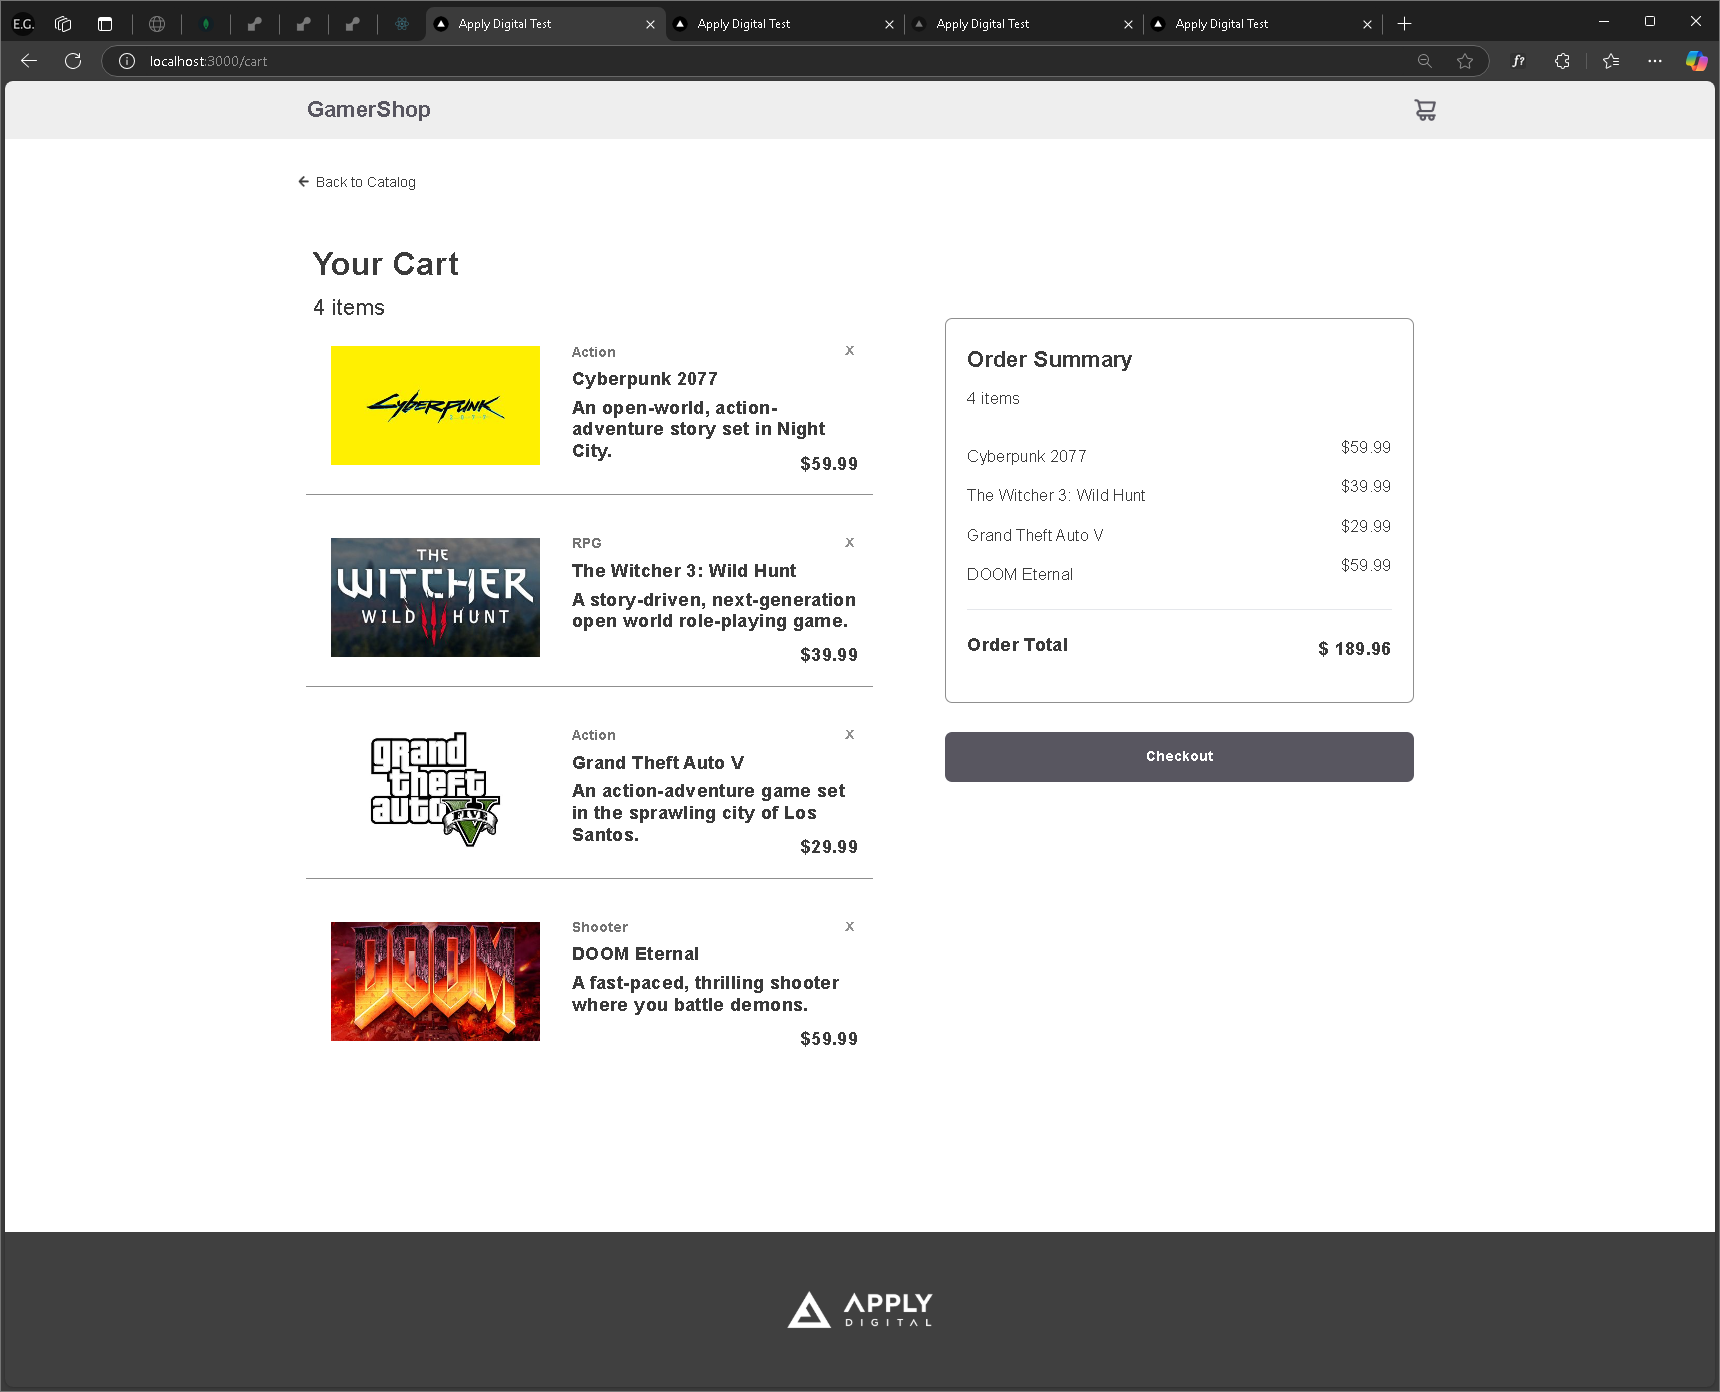 E.G.
Apply Digital Test
Apply Digital Test
Apply Digital Test
Apply Digital Test
localhost:3000/cart
f?
GamerShop
Back to Catalog
Your Cart
4 items
Action
X
Cyberpunk 2077
An open-world, action-
adventure story set in Night
City.
$59.99
CYBERPUNK
2077
RPG
X
The Witcher 3: Wild Hunt
A story-driven, next-generation
open world role-playing game.
$39.99
THE
WITCHER
WILD HUNT
Action
X
Grand Theft Auto V
An action-adventure game set
in the sprawling city of Los
Santos.
$29.99
grand
theft
auto
V
FIVE
Shooter
X
DOOM Eternal
A fast-paced, thrilling shooter
where you battle demons.
$59.99
DOOM
Order Summary
4 items
Cyberpunk 2077 $59.99
The Witcher 3: Wild Hunt $39.99
Grand Theft Auto V $29.99
DOOM Eternal $59.99
Order Total $ 189.96
Checkout
APPLY
DIGITAL